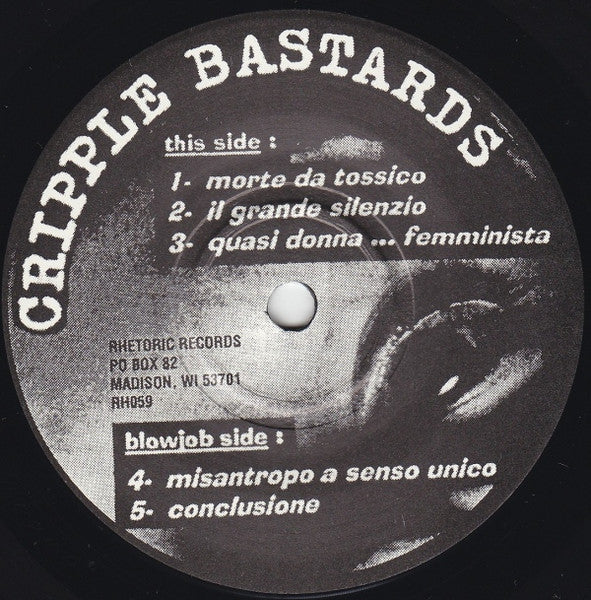 CRIPPLE BASTARDS
this side :
1- morte da tossico
2- il grande silenzio
3- quasi donna ... femminista
RHETORIC RECORDS
PO BOX 82
MADISON, WI 53701
RH059
blowjob side :
4- misantropo a senso unico
5- conclusione